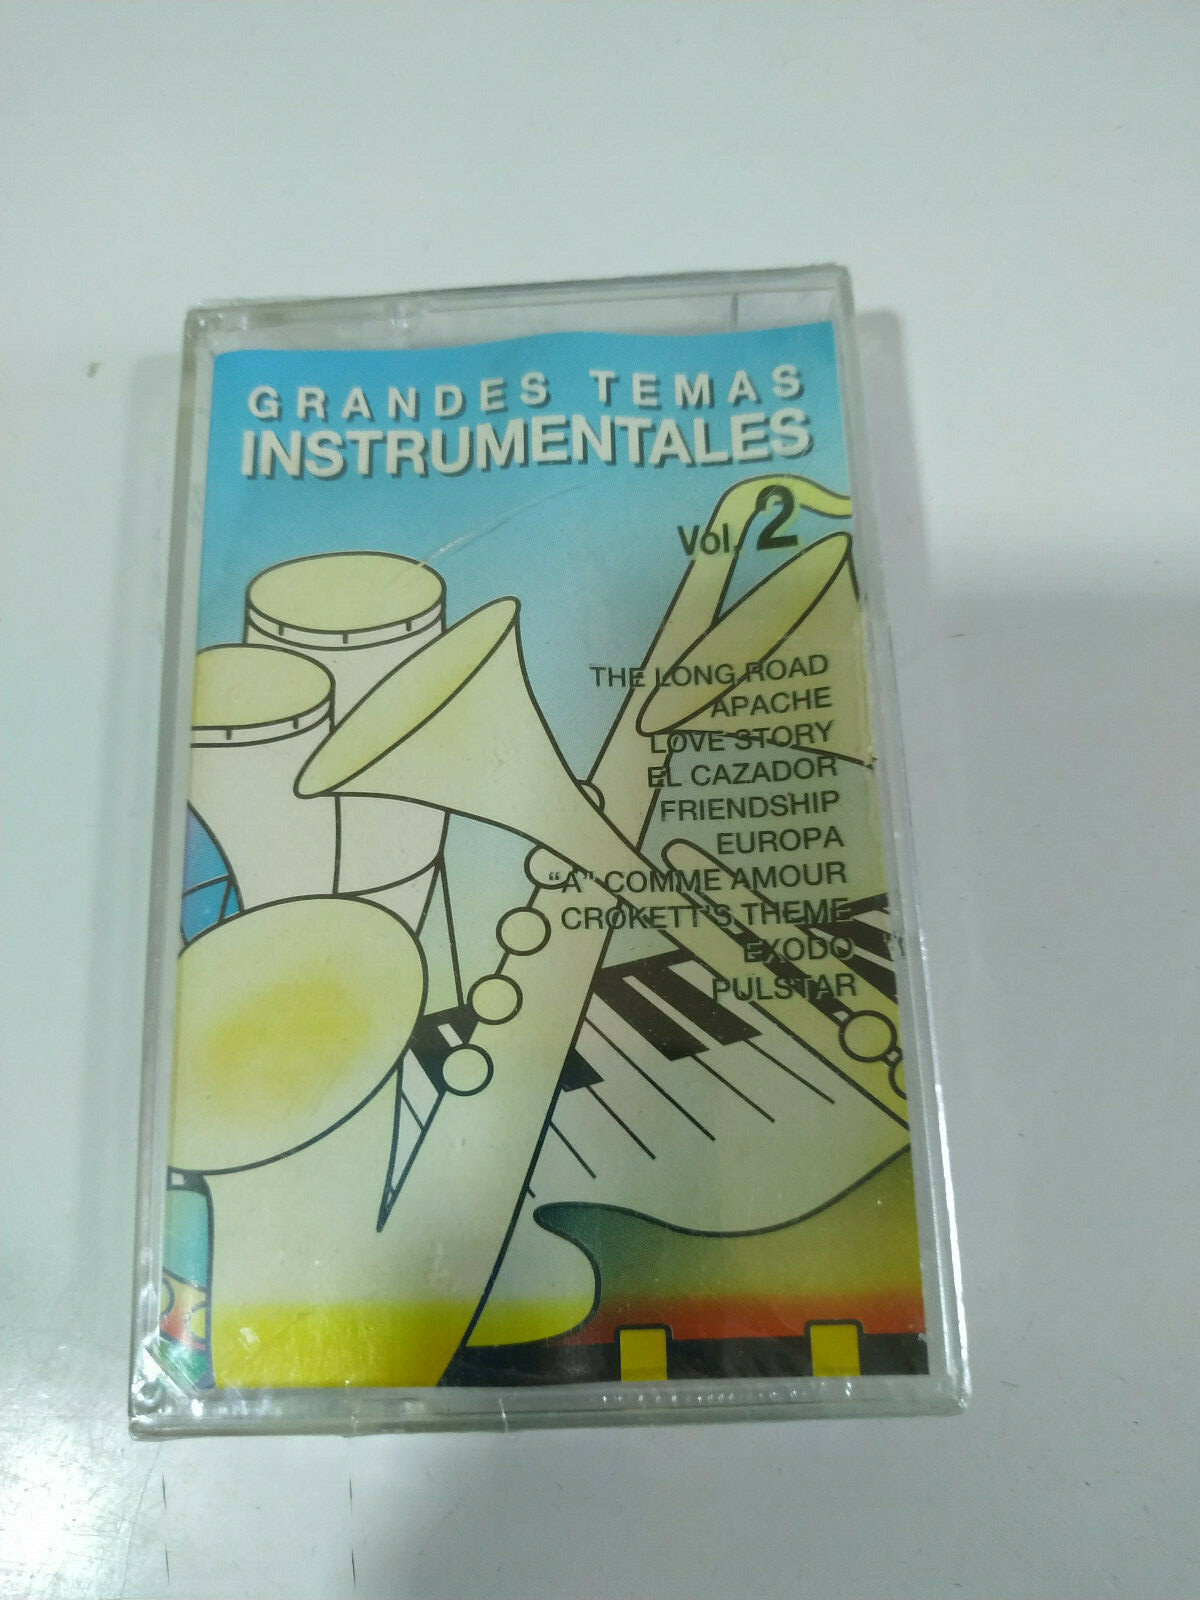 GRANDES TEMAS
INSTRUMENTALES
Vol. 2
THE LONG ROAD
APACHE
LOVE STORY
EL CAZADOR
FRIENDSHIP
EUROPA
“A” COMME AMOUR
CROKETT'S THEME
EXODO
PULSTAR